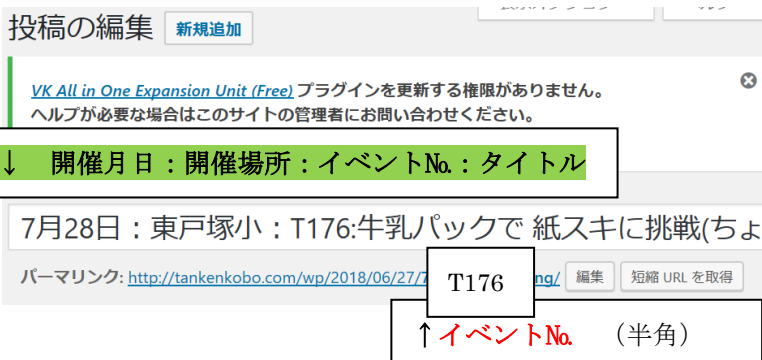 投稿の編集 新規追加
VK All in One Expansion Unit (Free) プラグインを更新する権限がありません。
ヘルプが必要な場合はこのサイトの管理者にお問い合わせください。
↓ 開催月日：開催場所：イベント№：タイトル
7月28日：東戸塚小：T176:牛乳パックで 紙スキに挑戦(ちょ
パーマリンク: http://tankenkobo.com/wp/2018/06/27/ ng/ 編集 短縮 URL を取得
T176
↑イベント№ （半角）